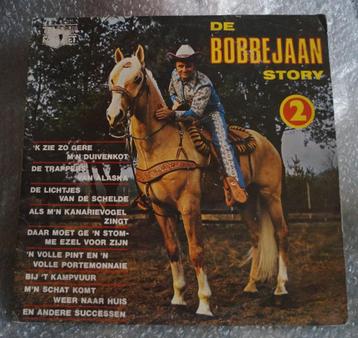 DE
BOBBEJAAN
STORY
2
'K ZIE ZO GERE
M'N DUIVENKOT
DE TRAPPERS
VAN ALASKA
DE LICHTJES
VAN DE SCHELDE
ALS M'N KANARIEVOGEL
ZINGT
DAAR MOET GE 'N STOM-
ME EZEL VOOR ZIJN
'N VOLLE PINT EN 'N
VOLLE PORTEMONNAIE
BIJ 'T KAMPVUUR
M'N SCHAT KOMT
WEER NAAR HUIS
EN ANDERE SUCCESSEN